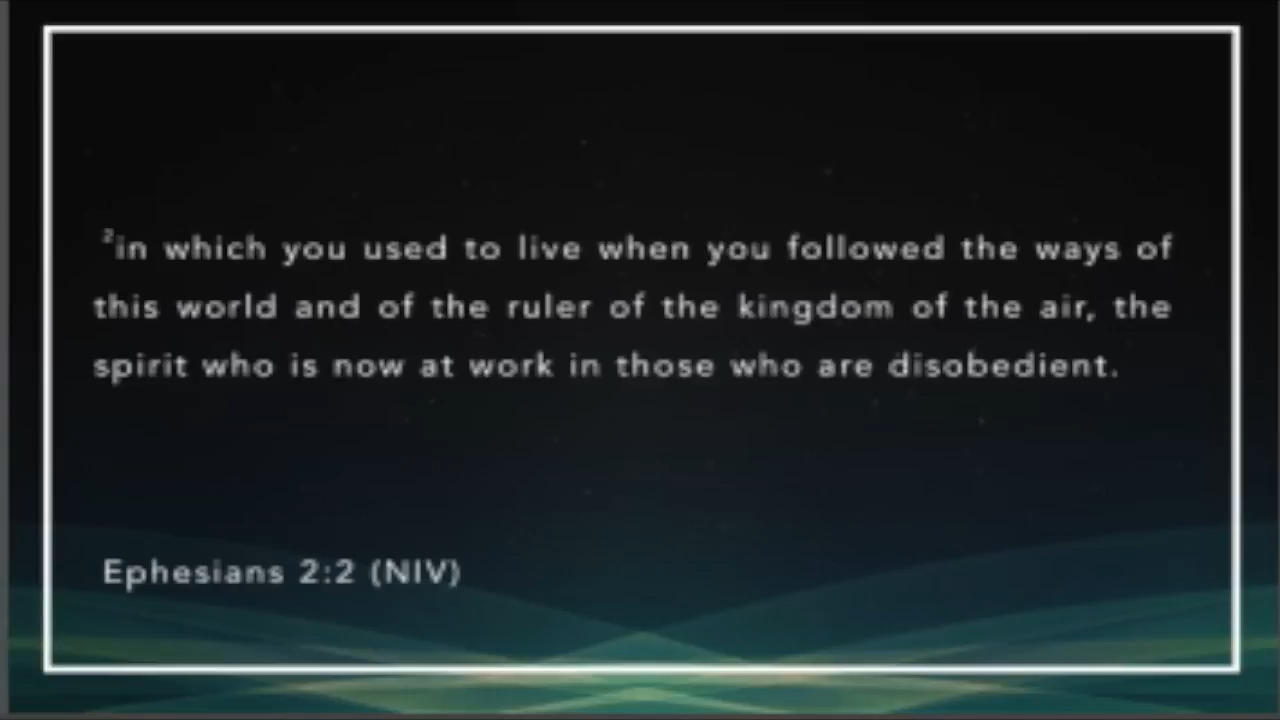 ²in which you used to live when you followed the ways of
this world and of the ruler of the kingdom of the air, the
spirit who is now at work in those who are disobedient.
Ephesians 2:2 (NIV)